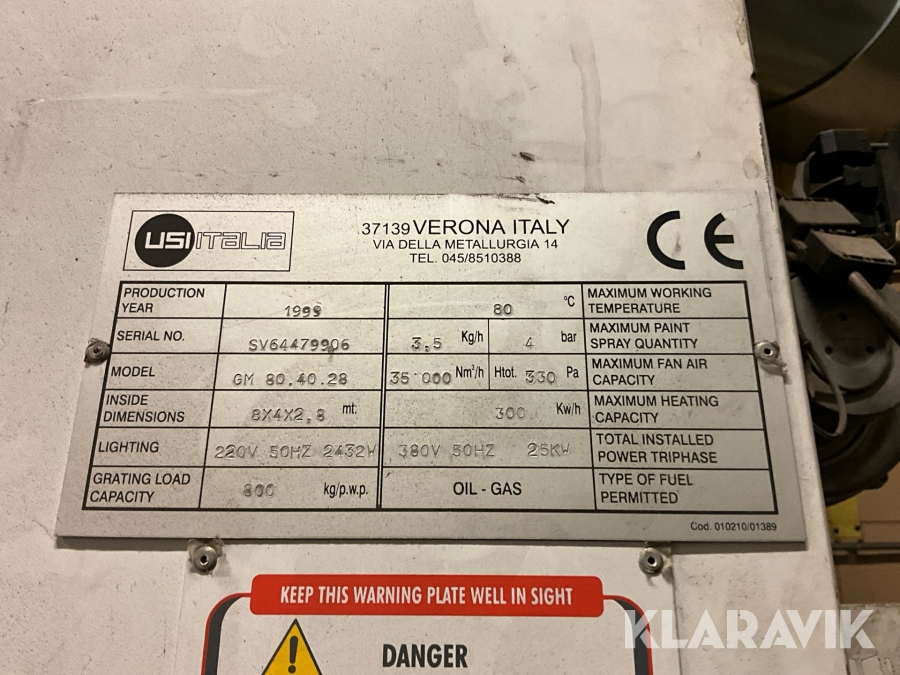 USI ITALIA
37139 VERONA ITALY
VIA DELLA METALLURGIA 14
TEL. 045/8510388
CE
PRODUCTION YEAR 1999 80 °C MAXIMUM WORKING TEMPERATURE
SERIAL NO. SV64479906 3,5 Kg/h 4 bar MAXIMUM PAINT SPRAY QUANTITY
MODEL GM 80.40.28 35'000 Nm³/h Htot. 330 Pa MAXIMUM FAN AIR CAPACITY
INSIDE DIMENSIONS 8X4X2,8 mt. 300 Kw/h MAXIMUM HEATING CAPACITY
LIGHTING 220V 50HZ 2432W 380V 50HZ 25KW TOTAL INSTALLED POWER TRIPHASE
GRATING LOAD CAPACITY 800 kg/p.w.p. OIL - GAS TYPE OF FUEL PERMITTED
Cod. 010210/01389
KEEP THIS WARNING PLATE WELL IN SIGHT
DANGER
KLARAVIK